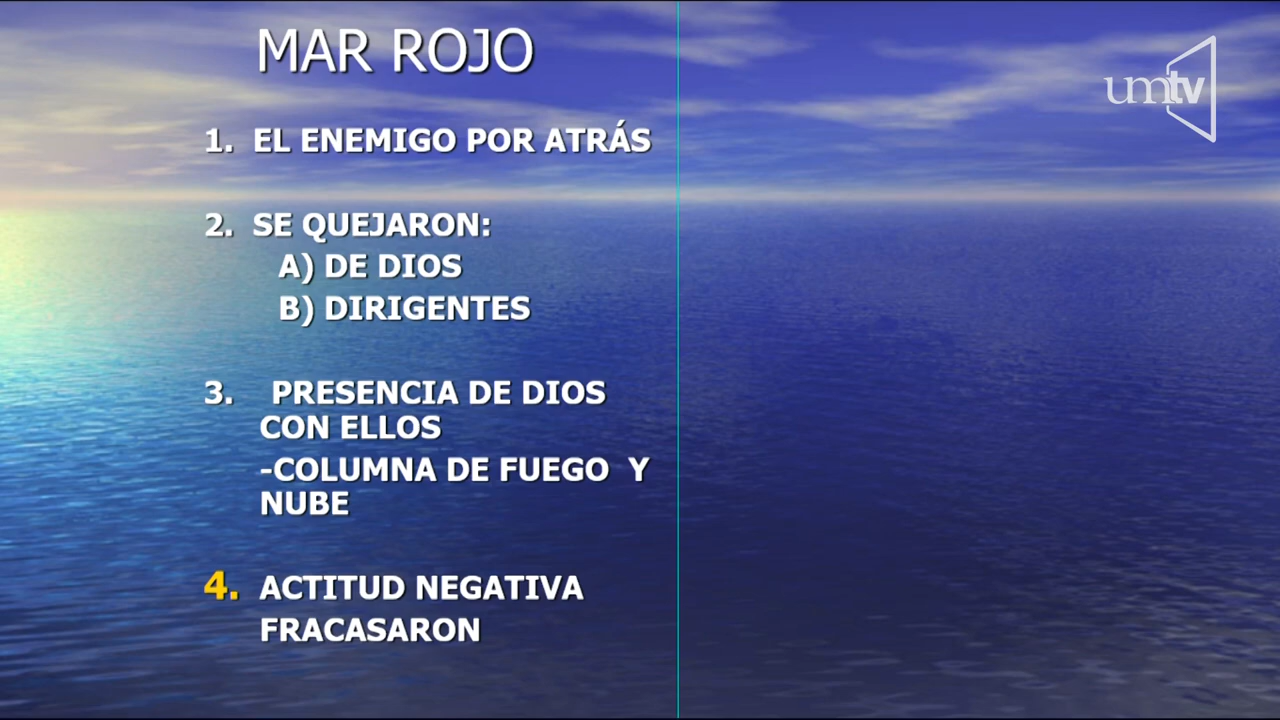 MAR ROJO
umtv
1. EL ENEMIGO POR ATRÁS
2. SE QUEJARON:
A) DE DIOS
B) DIRIGENTES
3. PRESENCIA DE DIOS
CON ELLOS
-COLUMNA DE FUEGO Y
NUBE
4. ACTITUD NEGATIVA
FRACASARON